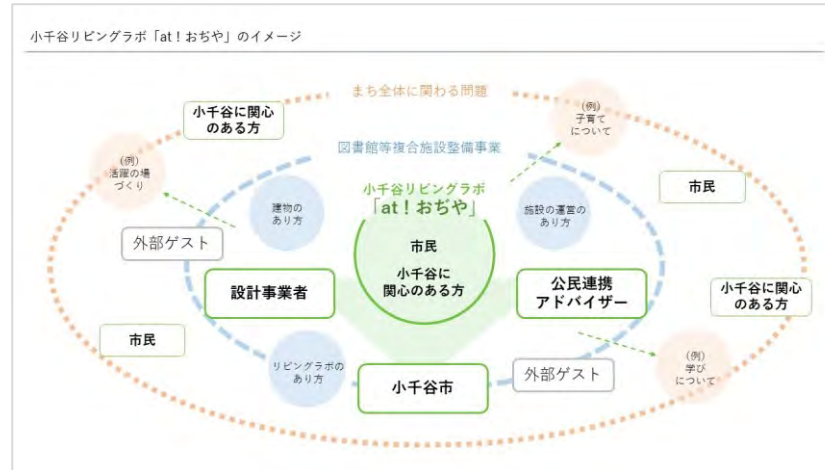 小千谷リビングラボ「at！おぢや」のイメージ
まち全体に関わる問題
小千谷に関心
のある方
(例)
子育て
について
図書館等複合施設整備事業
(例)
活躍の場
づくり
小千谷リビングラボ
「at！おぢや」
市民
建物の
あり方
施設の運営の
あり方
外部ゲスト
市民
小千谷に
関心のある方
設計事業者
公民連携
アドバイザー
小千谷に関心
のある方
市民
リビングラボの
あり方
小千谷市
外部ゲスト
(例)
学び
について